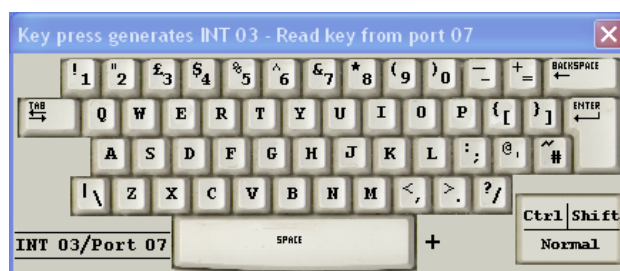 Key press generates INT 03 - Read key from port 07
! 1 " 2 £ 3 $ 4 % 5 ^ 6 & 7 * 8 ( 9 ) 0 _ - + = BACKSPACE
TAB Q W E R T Y U I O P { [ } ] ENTER
A S D F G H J K L : ; @ ' ~ #
| \ Z X C V B N M < , > . ? /
Ctrl Shift
INT 03/Port 07 SPACE + Normal